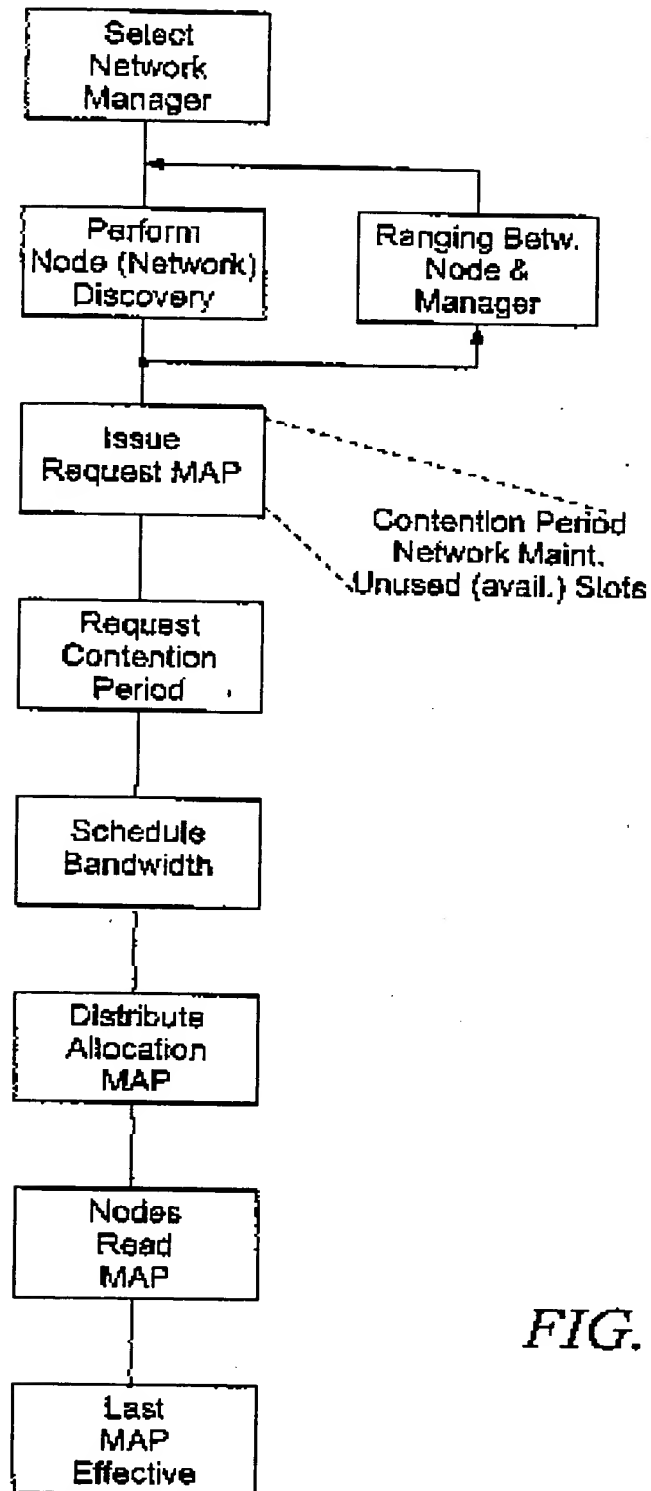 Select
Network
Manager
Perform
Node (Network)
Discovery
Ranging Betw.
Node &
Manager
Issue
Request MAP
Contention Period
Network Maint.
Unused (avail.) Slots
Request
Contention
Period
Schedule
Bandwidth
Distribute
Allocation
MAP
Nodes
Read
MAP
FIG.
Last
MAP
Effective